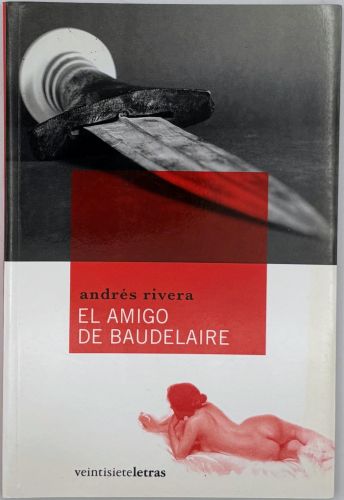 andrés rivera
EL AMIGO
DE BAUDELAIRE
veintisieteletras